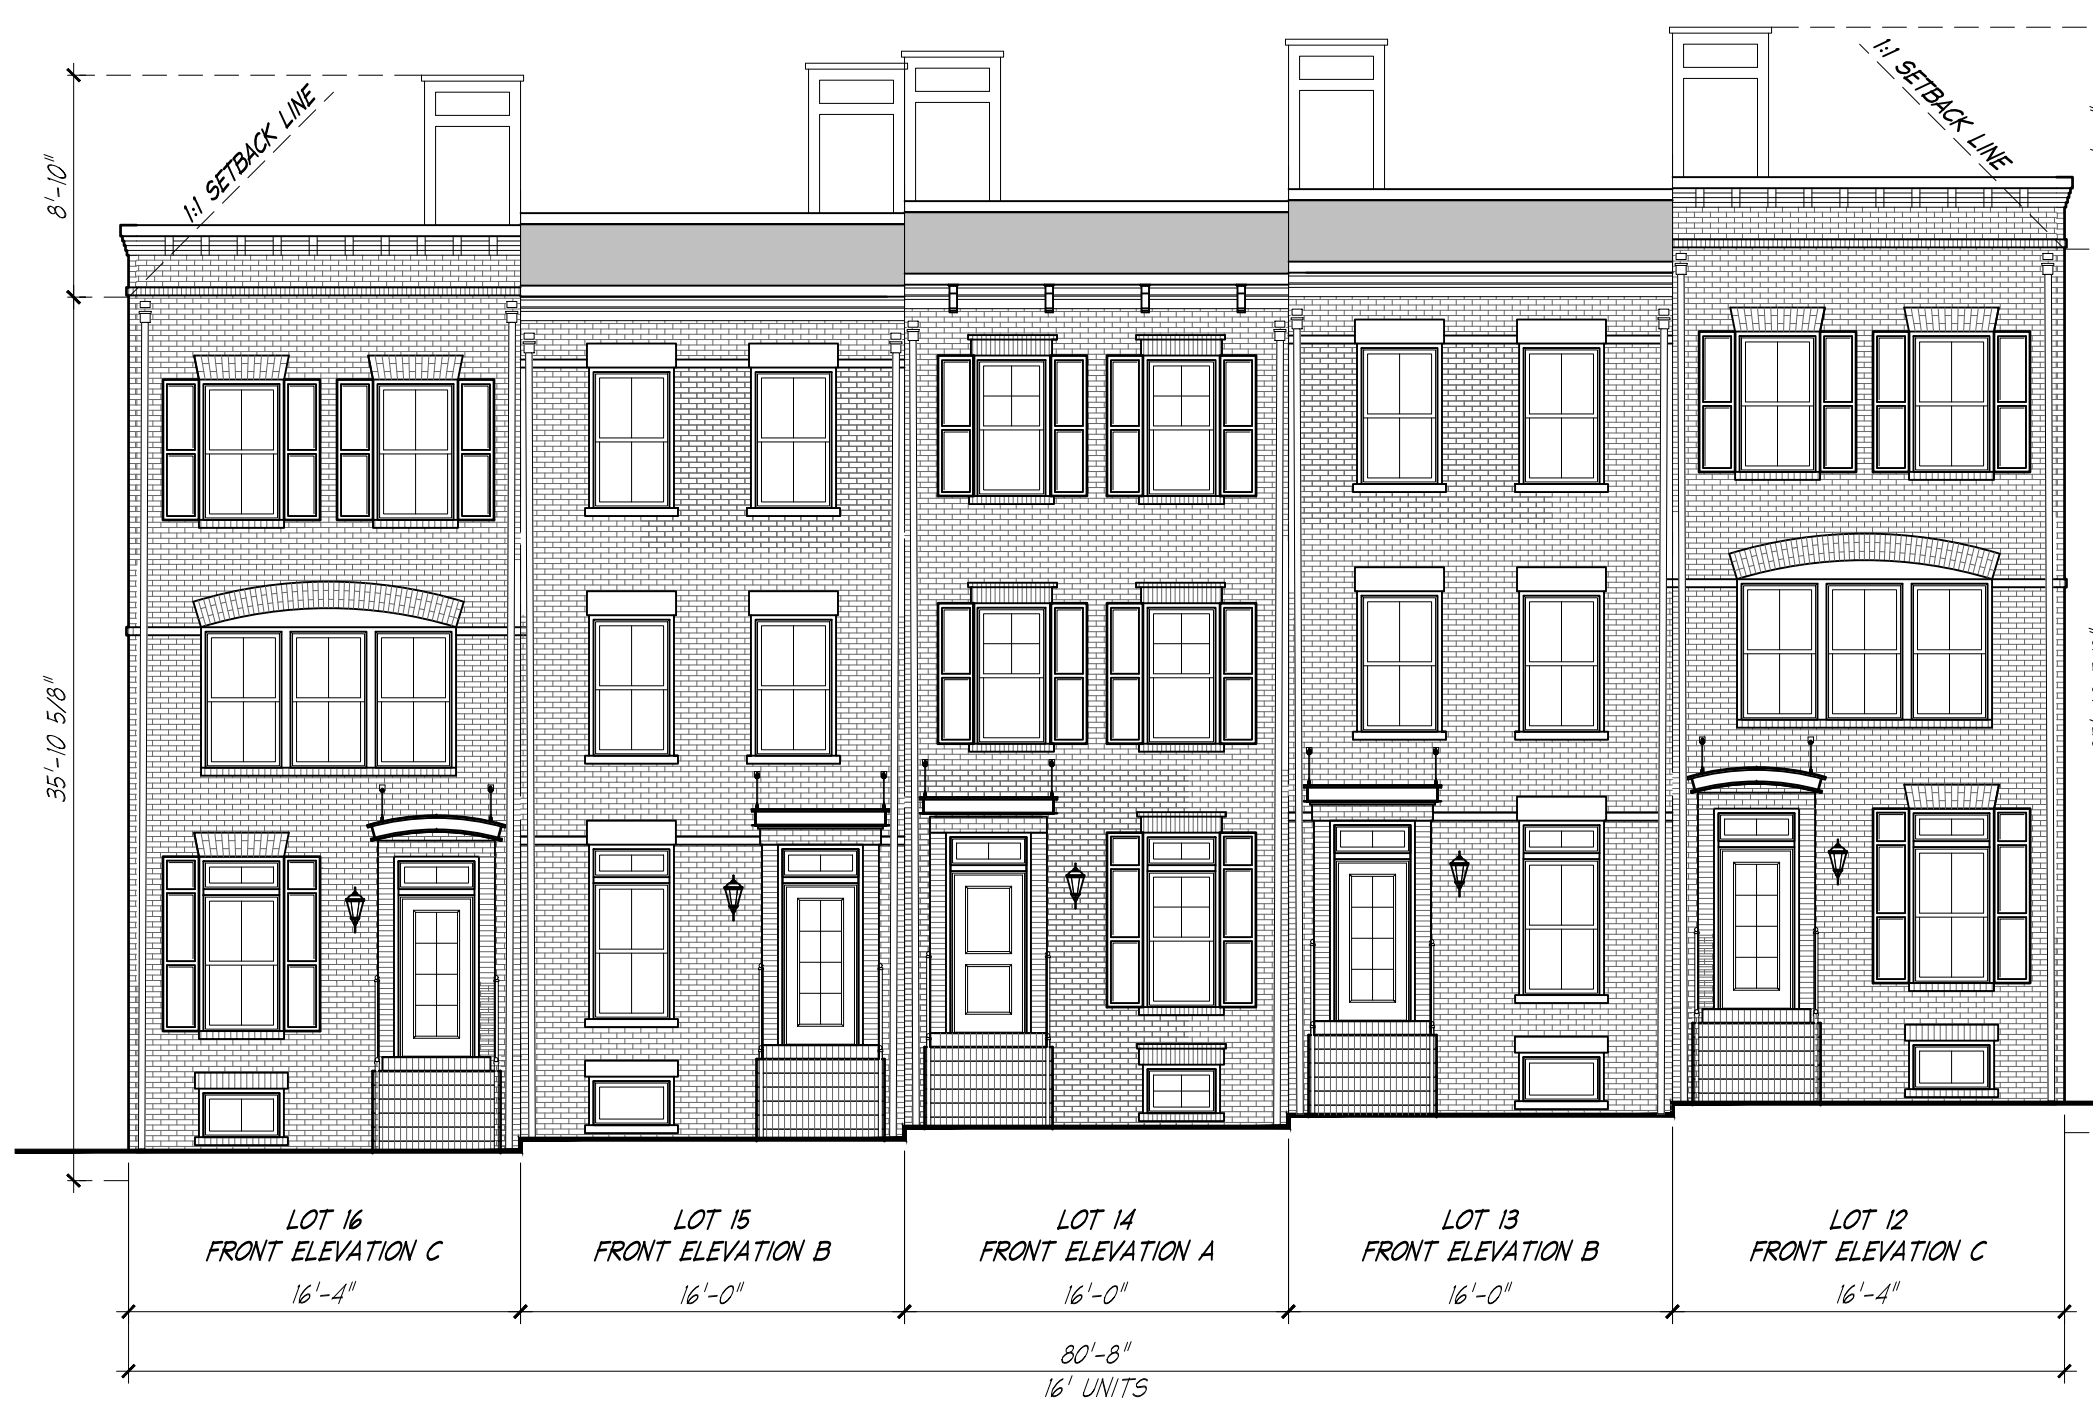 1:1 SETBACK LINE
1:1 SETBACK LINE
8'-10"
35'-10 5/8"
LOT 16
FRONT ELEVATION C
16'-4"
LOT 15
FRONT ELEVATION B
16'-0"
LOT 14
FRONT ELEVATION A
16'-0"
LOT 13
FRONT ELEVATION B
16'-0"
LOT 12
FRONT ELEVATION C
16'-4"
80'-8"
16' UNITS